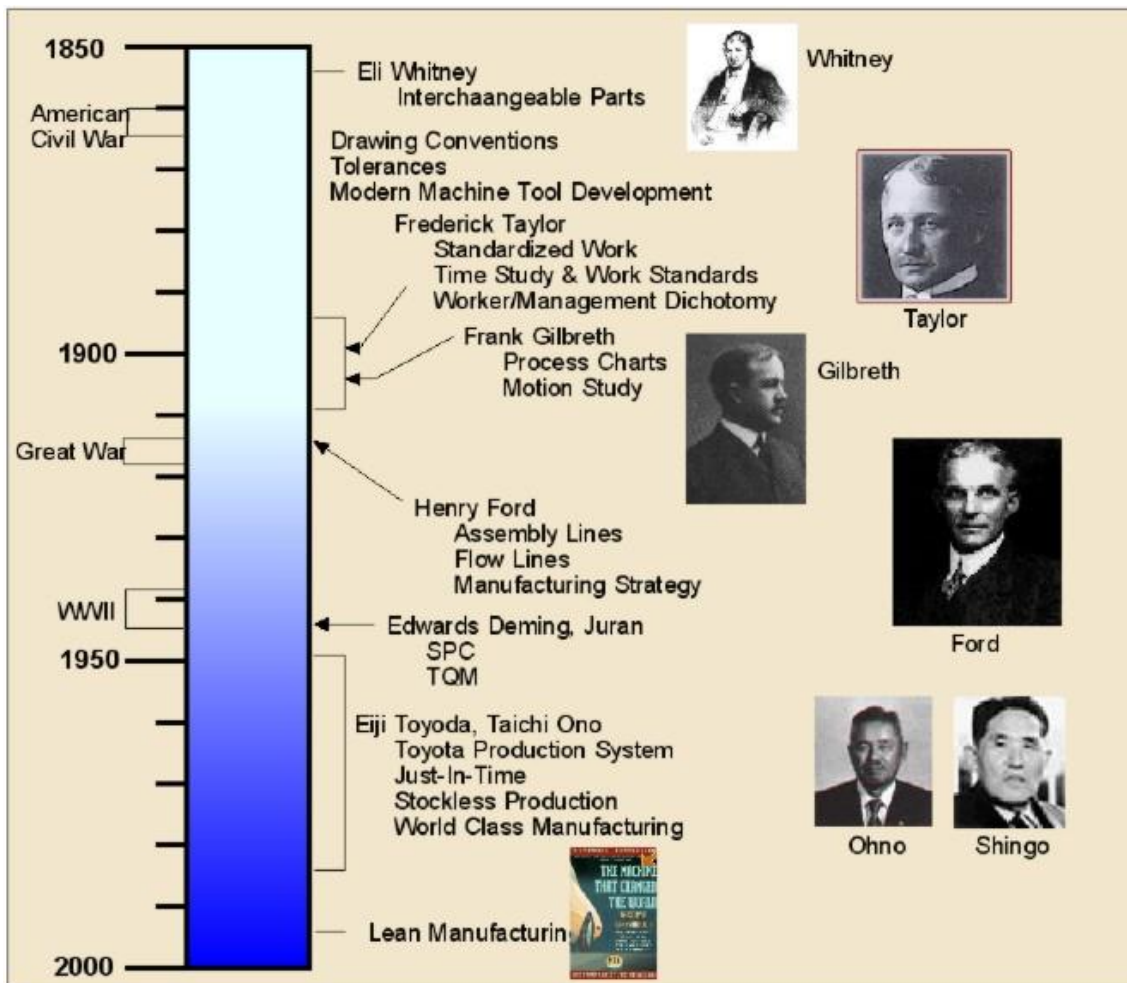 1850
Eli Whitney
Interchaangeable Parts
Whitney
American
Civil War
Drawing Conventions
Tolerances
Modern Machine Tool Development
Frederick Taylor
Standardized Work
Time Study & Work Standards
Worker/Management Dichotomy
Taylor
1900
Frank Gilbreth
Process Charts
Motion Study
Gilbreth
Great War
Henry Ford
Assembly Lines
Flow Lines
Manufacturing Strategy
Ford
WWII
Edwards Deming, Juran
SPC
TQM
1950
Eiji Toyoda, Taichi Ono
Toyota Production System
Just-In-Time
Stockless Production
World Class Manufacturing
Ohno
Shingo
THE MACHINE
THAT CHANGED
THE WORLD
Lean Manufacturin
2000